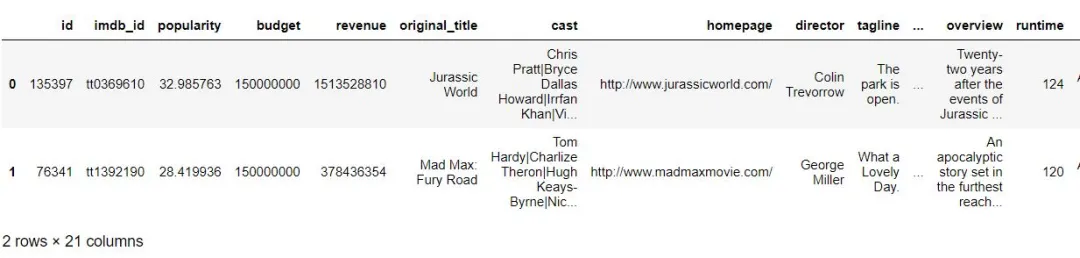 id imdb_id popularity budget revenue original_title cast homepage director tagline ... overview runtime
0 135397 tt0369610 32.985763 150000000 1513528810 Jurassic World Chris Pratt|Bryce Dallas Howard|Irrfan Khan|Vi... http://www.jurassicworld.com/ Colin Trevorrow The park is open. ... Twenty-two years after the events of Jurassic ... 124
1 76341 tt1392190 28.419936 150000000 378436354 Mad Max: Fury Road Tom Hardy|Charlize Theron|Hugh Keays-Byrne|Nic... http://www.madmaxmovie.com/ George Miller What a Lovely Day. ... An apocalyptic story set in the furthest reach... 120
2 rows × 21 columns